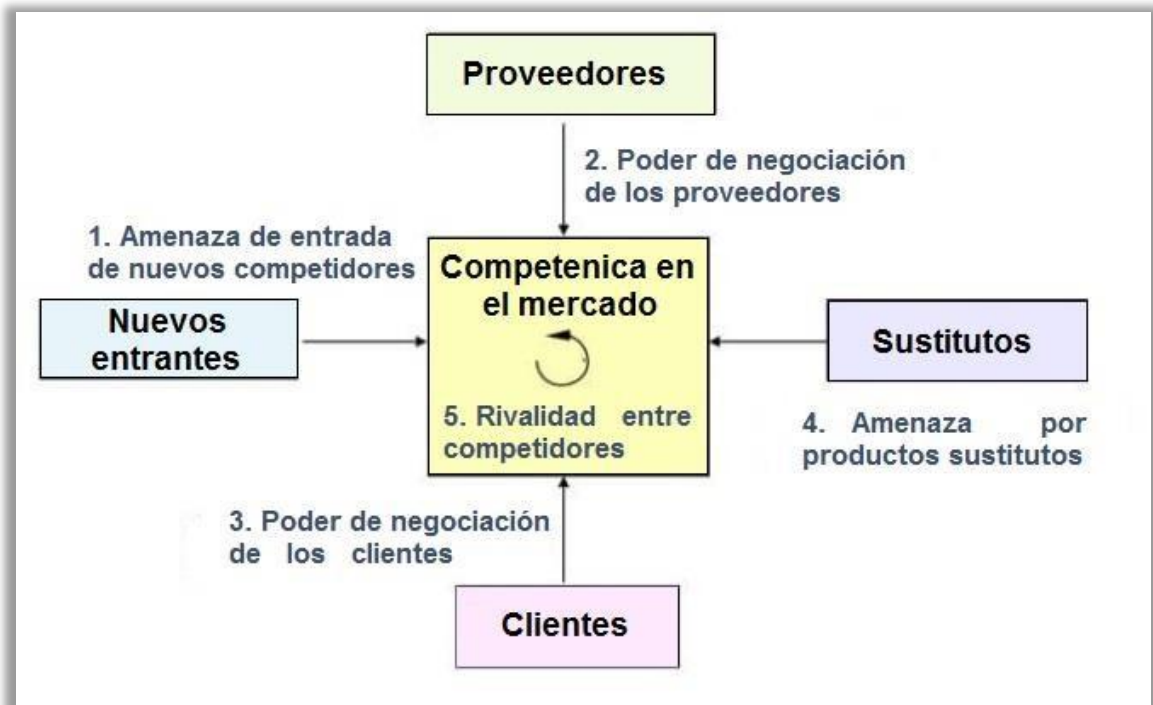 Proveedores
2. Poder de negociación
de los proveedores
1. Amenaza de entrada
de nuevos competidores
Nuevos
entrantes
Competenica en
el mercado
5. Rivalidad entre
competidores
Sustitutos
4. Amenaza por
productos sustitutos
3. Poder de negociación
de los clientes
Clientes